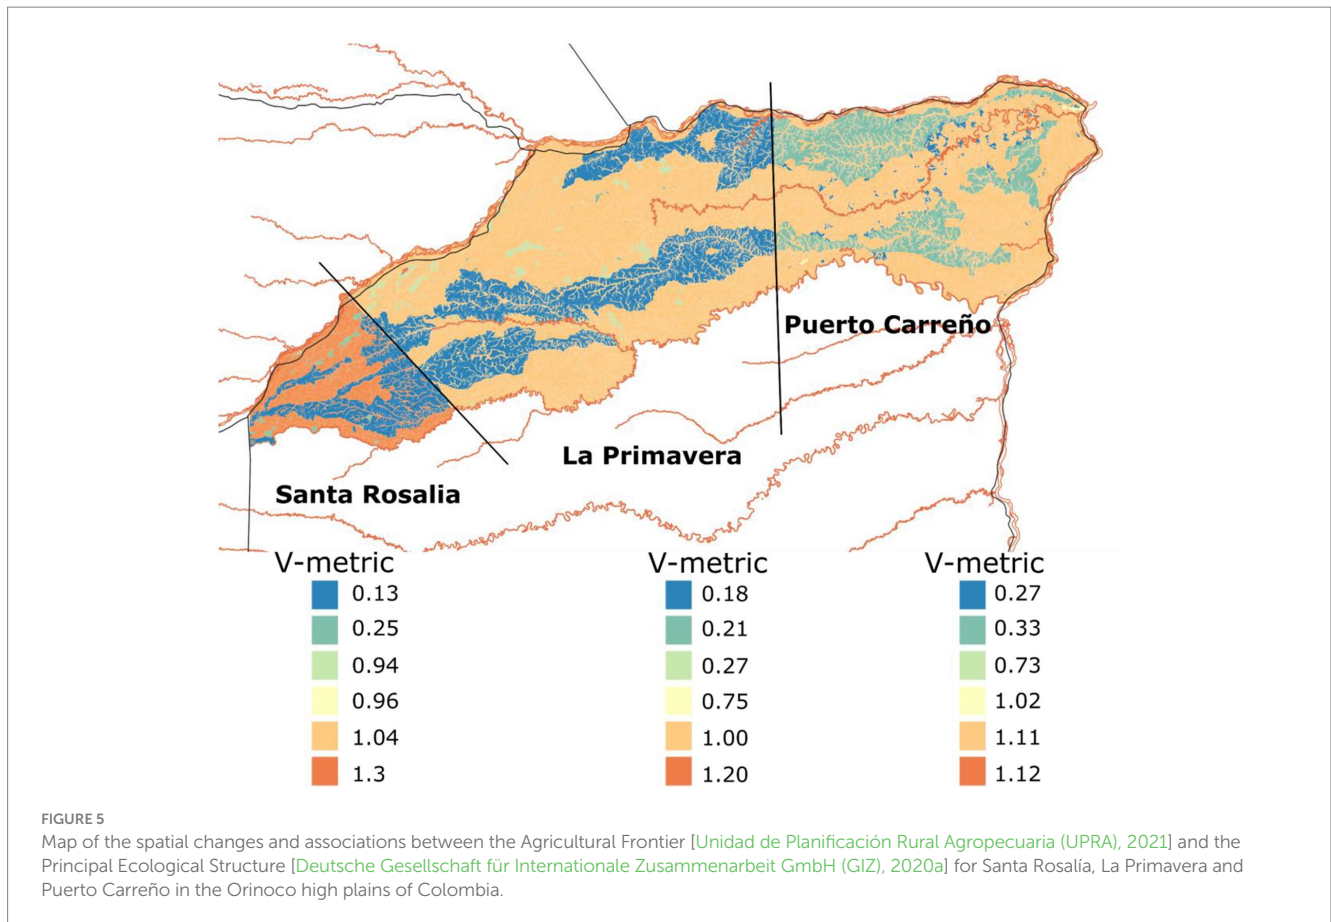 Puerto Carreño
La Primavera
Santa Rosalia
V-metric
0.13
0.25
0.94
0.96
1.04
1.3
V-metric
0.18
0.21
0.27
0.75
1.00
1.20
V-metric
0.27
0.33
0.73
1.02
1.11
1.12
FIGURE 5
Map of the spatial changes and associations between the Agricultural Frontier [Unidad de Planificación Rural Agropecuaria (UPRA), 2021] and the
Principal Ecological Structure [Deutsche Gesellschaft für Internationale Zusammenarbeit GmbH (GIZ), 2020a] for Santa Rosalía, La Primavera and
Puerto Carreño in the Orinoco high plains of Colombia.